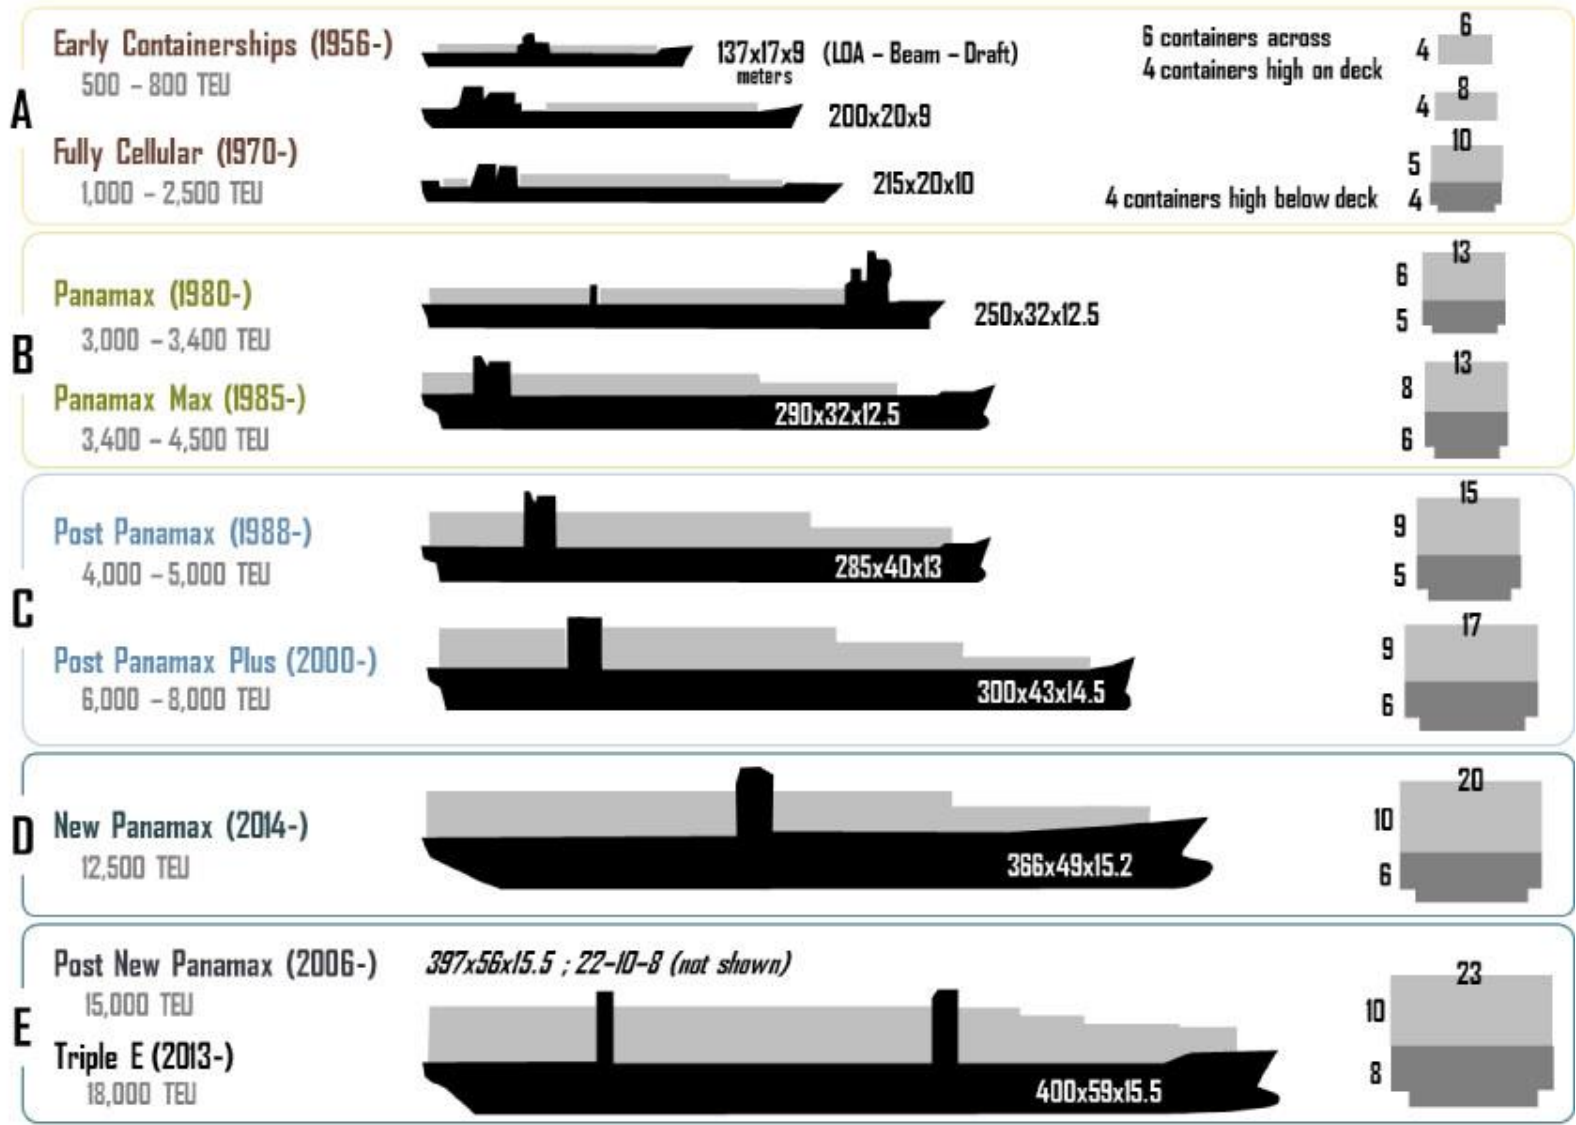 A
Early Containerships (1956-)
500 – 800 TEU
137x17x9 (LOA – Beam – Draft)
meters
6 containers across
4 containers high on deck
6
4
200x20x9
8
4
Fully Cellular (1970-)
1,000 – 2,500 TEU
215x20x10
4 containers high below deck
10
5
4
B
Panamax (1980-)
3,000 – 3,400 TEU
250x32x12.5
13
6
5
Panamax Max (1985-)
3,400 – 4,500 TEU
290x32x12.5
13
8
6
C
Post Panamax (1988-)
4,000 – 5,000 TEU
285x40x13
15
9
5
Post Panamax Plus (2000-)
6,000 – 8,000 TEU
300x43x14.5
17
9
6
D
New Panamax (2014-)
12,500 TEU
366x49x15.2
20
10
6
E
Post New Panamax (2006-)
15,000 TEU
397x56x15.5 ; 22–10–8 (not shown)
Triple E (2013-)
18,000 TEU
400x59x15.5
23
10
8